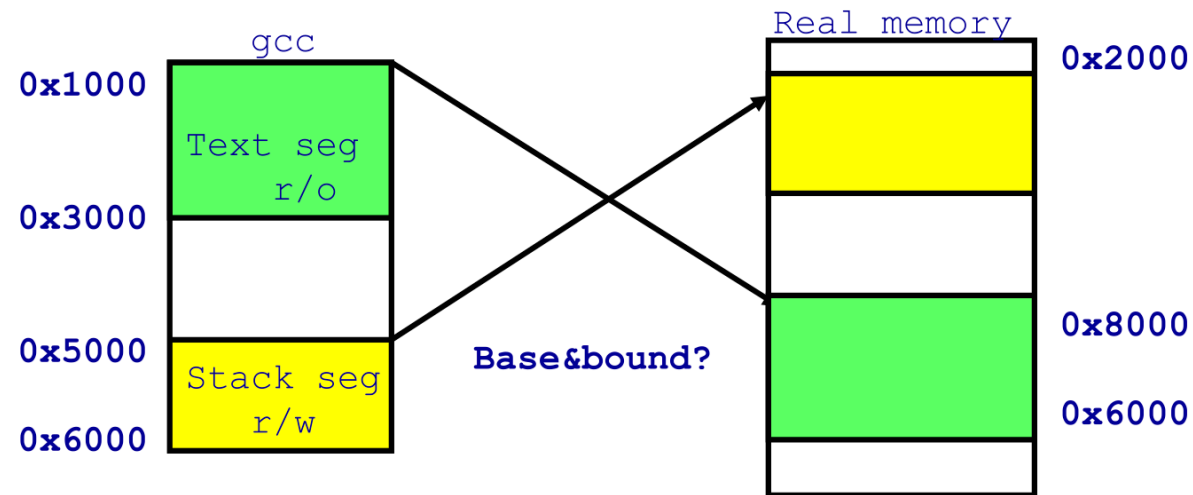 gcc
0x1000
Text seg
r/o
0x3000
0x5000
Stack seg
r/w
0x6000
Base&bound?
Real memory
0x2000
0x8000
0x6000